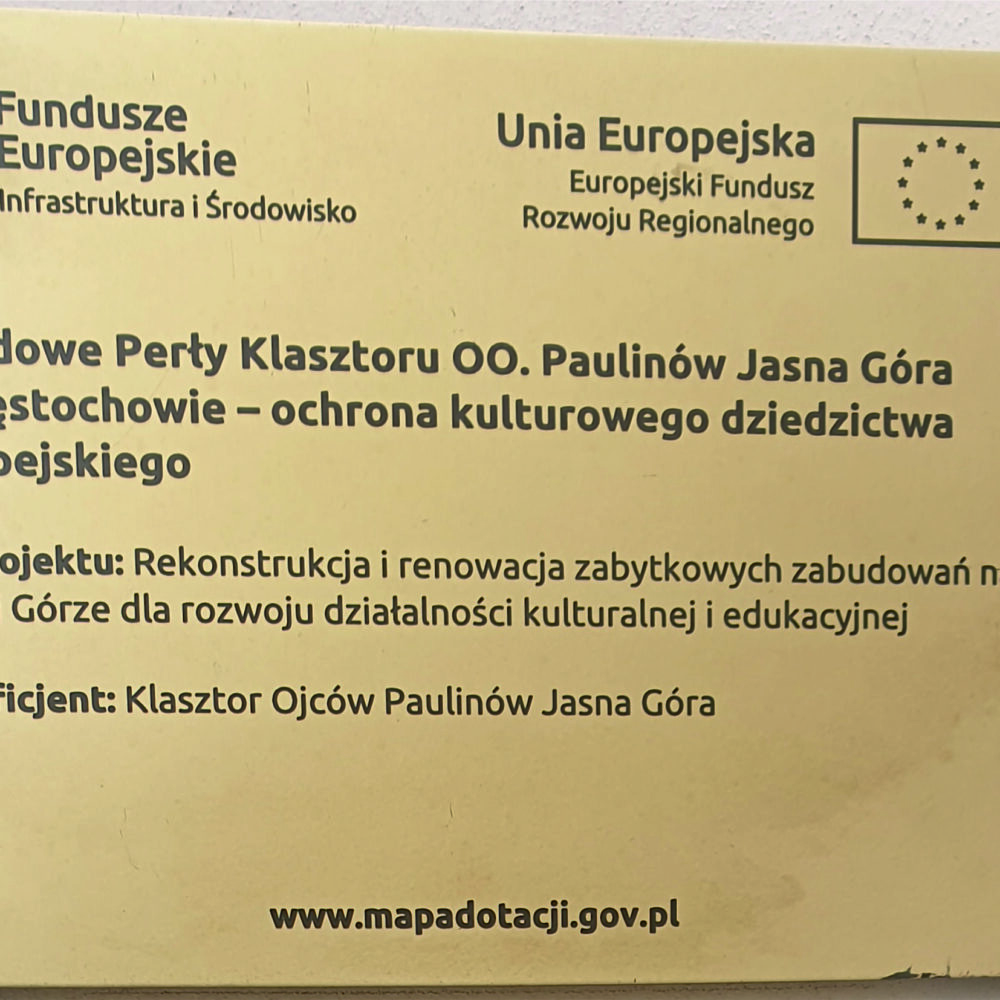 Fundusze
Europejskie
Infrastruktura i Środowisko
Unia Europejska
Europejski Fundusz
Rozwoju Regionalnego
dowe Perły Klasztoru OO. Paulinów Jasna Góra
ęstochowie – ochrona kulturowego dziedzictwa
pejskiego
ojektu: Rekonstrukcja i renowacja zabytkowych zabudowań n
Górze dla rozwoju działalności kulturalnej i edukacyjnej
ficjent: Klasztor Ojców Paulinów Jasna Góra
www.mapadotacji.gov.pl